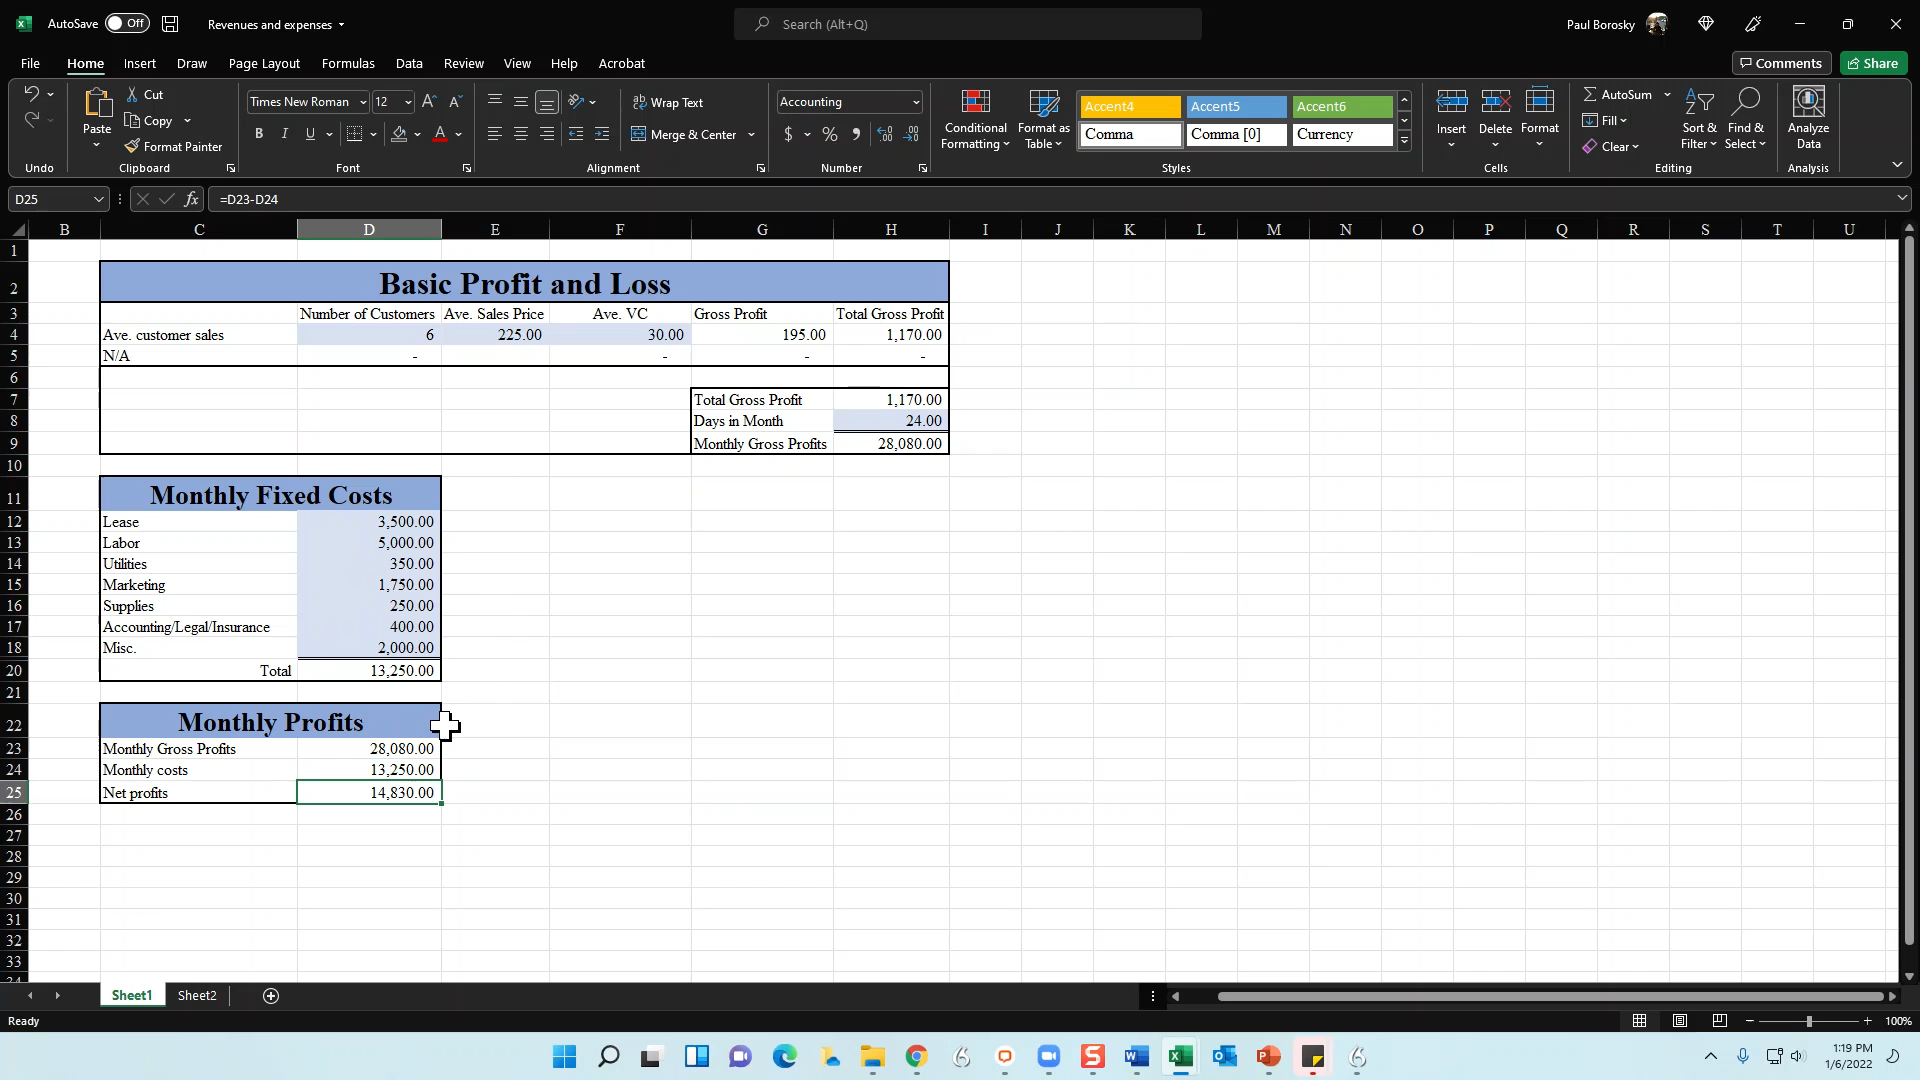 AutoSave Off Revenues and expenses Search (Alt+Q) Paul Borosky
File Home Insert Draw Page Layout Formulas Data Review View Help Acrobat Comments Share
Paste Cut Copy Format Painter
Times New Roman 12 B I U A
Wrap Text Merge & Center
Accounting $ %
Conditional Formatting Format as Table
Accent4 Accent5 Accent6
Comma Comma [0] Currency
Insert Delete Format
AutoSum Fill Clear
Sort & Filter Find & Select Analyze Data
Undo Clipboard Font Alignment Number Styles Cells Editing Analysis
D25 fx =D23-D24
B C D E F G H I J K L M N O P Q R S T U
1
2 Basic Profit and Loss
3 Number of Customers Ave. Sales Price Ave. VC Gross Profit Total Gross Profit
4 Ave. customer sales 6 225.00 30.00 195.00 1,170.00
5 N/A - - - -
6
7 Total Gross Profit 1,170.00
8 Days in Month 24.00
9 Monthly Gross Profits 28,080.00
10
11 Monthly Fixed Costs
12 Lease 3,500.00
13 Labor 5,000.00
14 Utilities 350.00
15 Marketing 1,750.00
16 Supplies 250.00
17 Accounting/Legal/Insurance 400.00
18 Misc. 2,000.00
20 Total 13,250.00
21
22 Monthly Profits
23 Monthly Gross Profits 28,080.00
24 Monthly costs 13,250.00
25 Net profits 14,830.00
26
27
28
29
30
31
32
33
Sheet1 Sheet2
Ready 100%
1:19 PM
1/6/2022